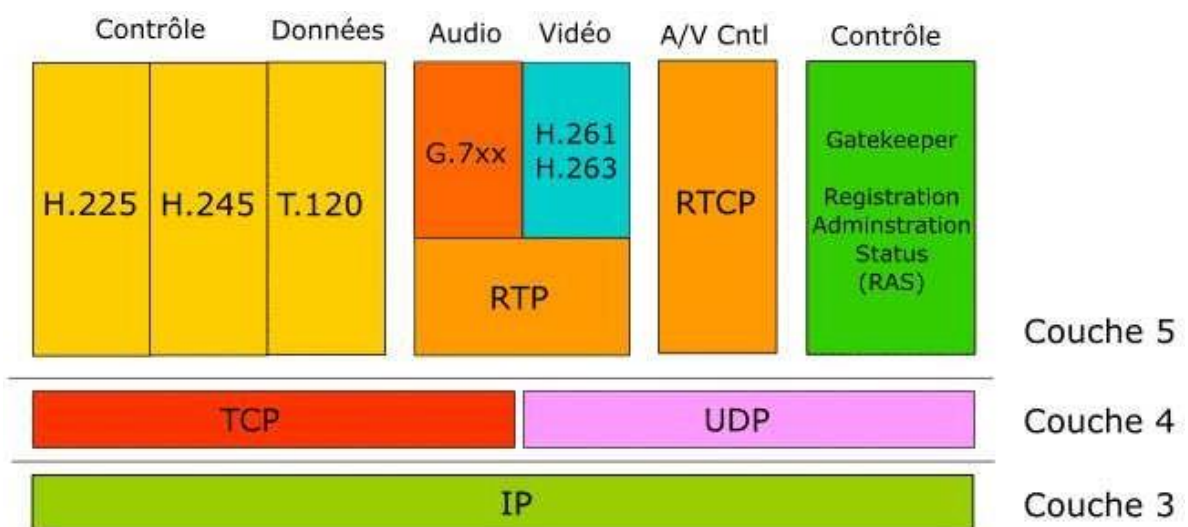 Contrôle
Données
Audio
Vidéo
A/V Cntl
Contrôle
H.225
H.245
T.120
G.7xx
H.261
H.263
RTP
RTCP
Gatekeeper
Registration
Adminstration
Status
(RAS)
Couche 5
TCP
UDP
Couche 4
IP
Couche 3